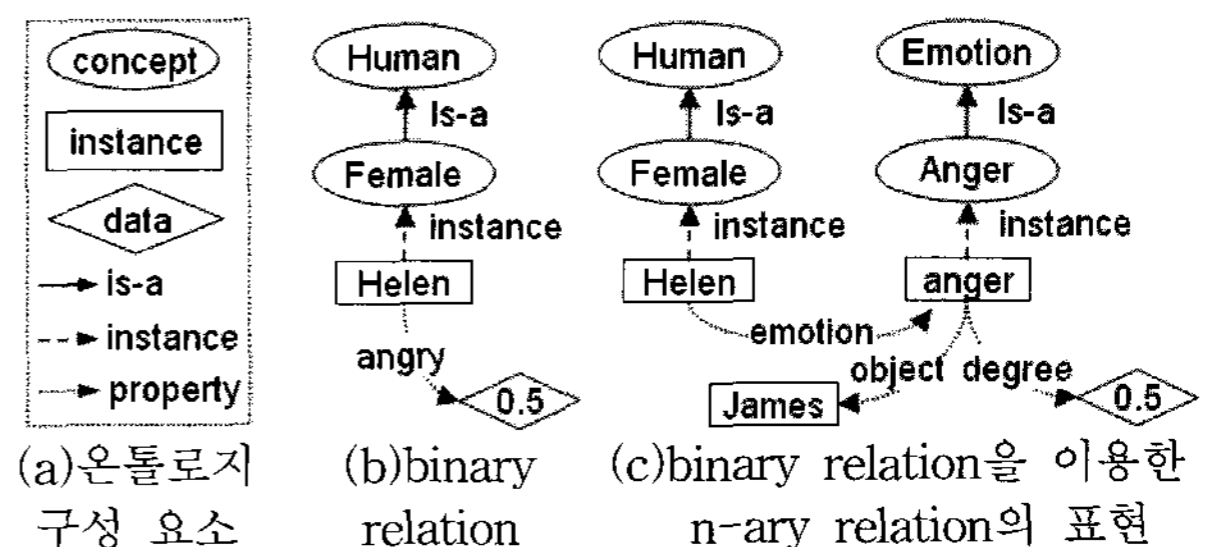 concept
instance
data
is-a
instance
property
(a)온톨로지
구성 요소
Human
Is-a
Female
instance
Helen
angry
0.5
(b)binary
relation
Human
Is-a
Female
instance
Helen
emotion
Emotion
Is-a
Anger
instance
anger
object degree
James
0.5
(c)binary relation을 이용한
n-ary relation의 표현